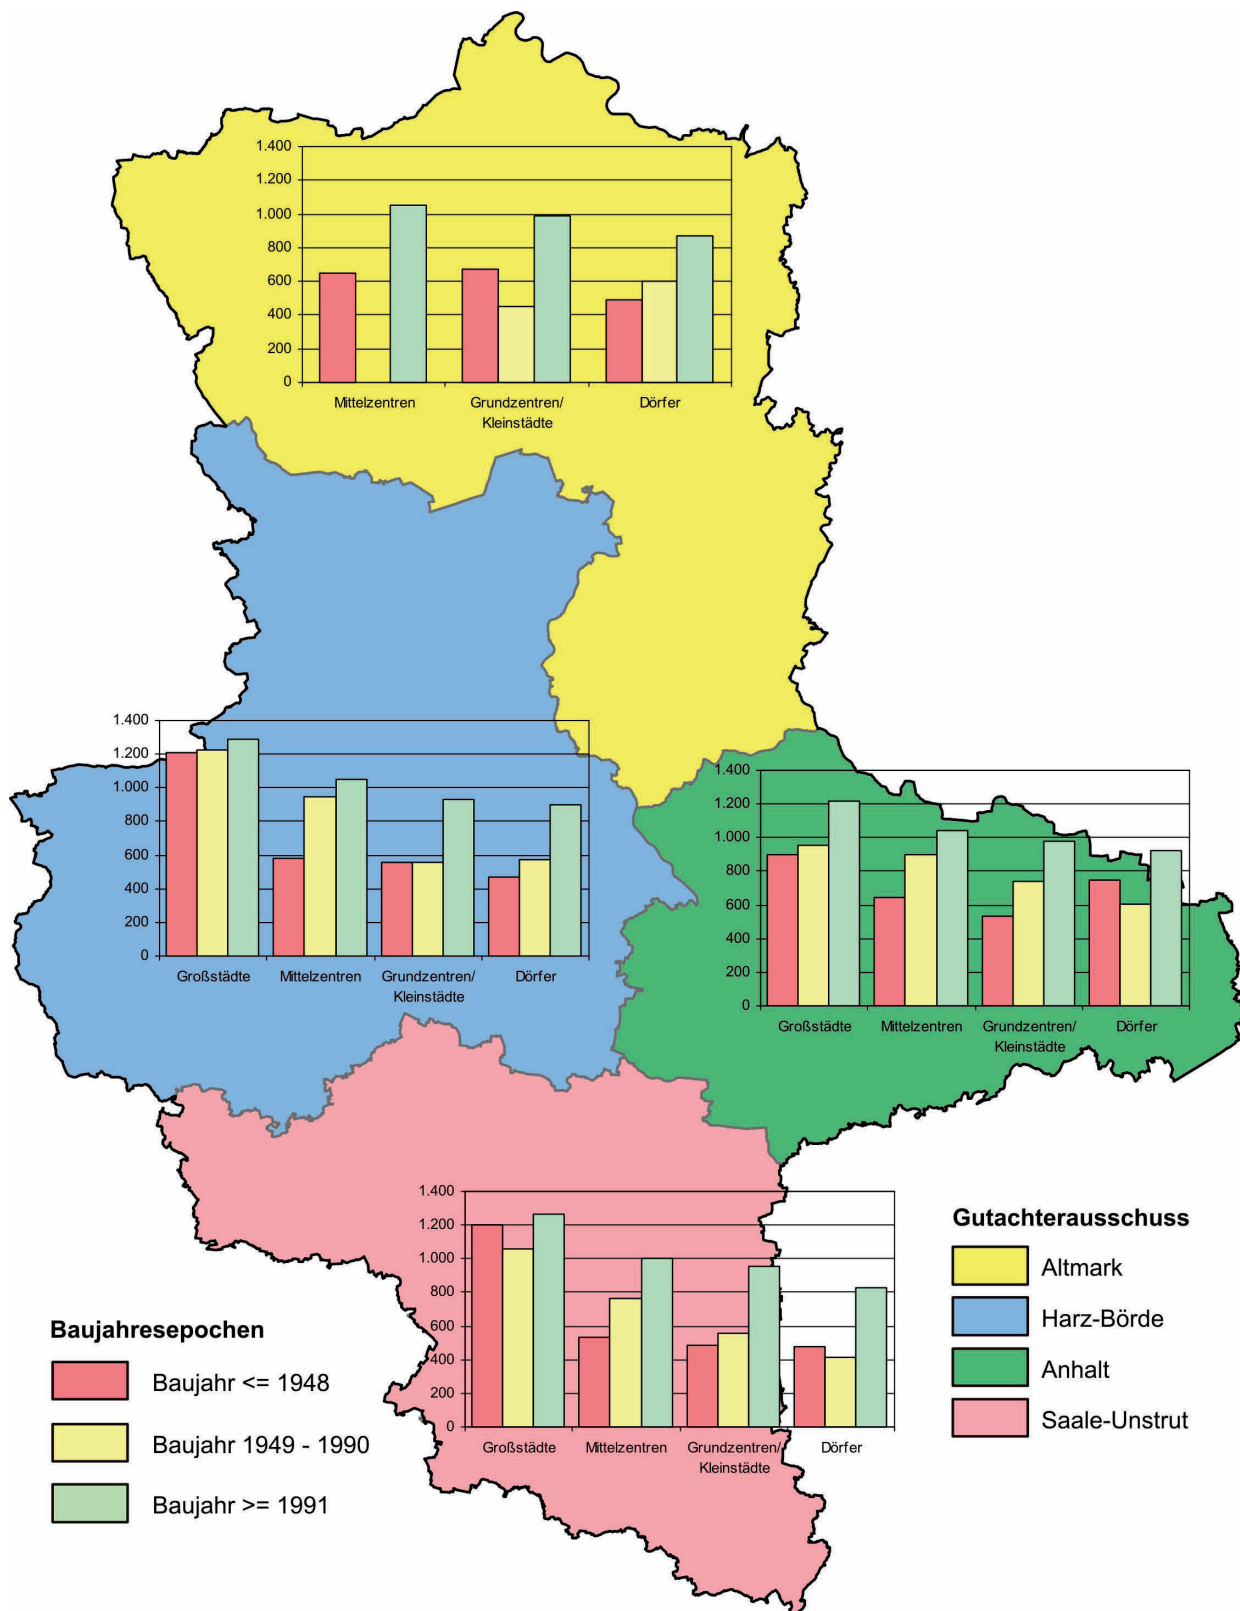 1.400
1.200
1.000
800
600
400
200
0
Mittelzentren
Grundzentren/
Kleinstädte
Dörfer
1.400
1.200
1.000
800
600
400
200
0
Großstädte
Mittelzentren
Grundzentren/
Kleinstädte
Dörfer
1.400
1.200
1.000
800
600
400
200
0
Großstädte
Mittelzentren
Grundzentren/
Kleinstädte
Dörfer
1.400
1.200
1.000
800
600
400
200
0
Großstädte
Mittelzentren
Grundzentren/
Kleinstädte
Dörfer
Gutachterausschuss
Altmark
Harz-Börde
Anhalt
Saale-Unstrut
Baujahresepochen
Baujahr <= 1948
Baujahr 1949 - 1990
Baujahr >= 1991